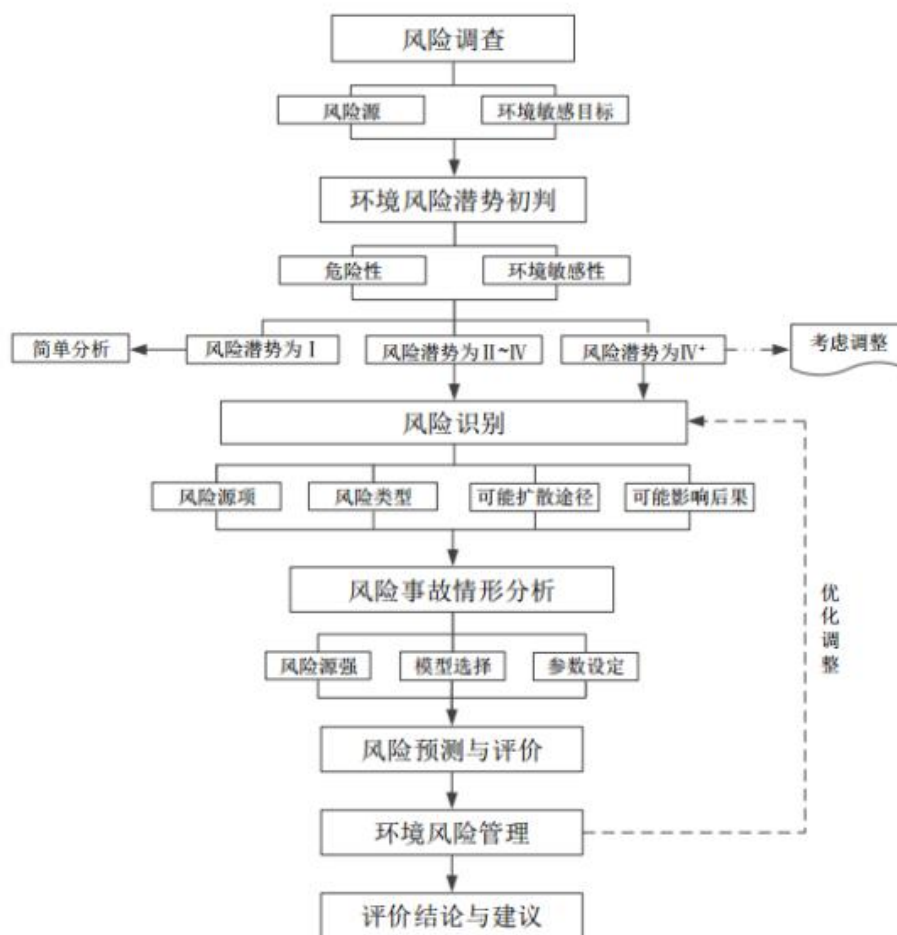 风险调查
风险源
环境敏感目标
环境风险潜势初判
危险性
环境敏感性
简单分析
风险潜势为Ⅰ
风险潜势为Ⅱ~Ⅳ
风险潜势为Ⅳ⁺
考虑调整
风险识别
风险源项
风险类型
可能扩散途径
可能影响后果
风险事故情形分析
优化调整
风险源强
模型选择
参数设定
风险预测与评价
环境风险管理
评价结论与建议